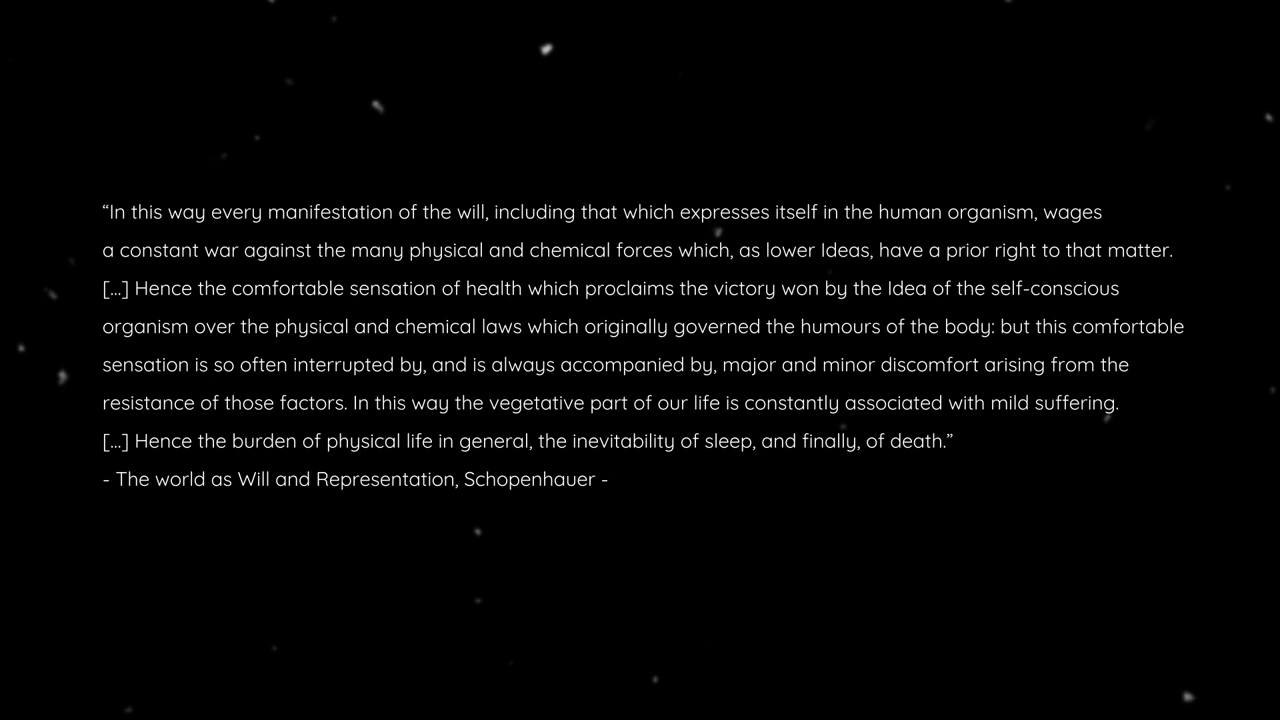 “In this way every manifestation of the will, including that which expresses itself in the human organism, wages
a constant war against the many physical and chemical forces which, as lower Ideas, have a prior right to that matter.
[...] Hence the comfortable sensation of health which proclaims the victory won by the Idea of the self-conscious
organism over the physical and chemical laws which originally governed the humours of the body: but this comfortable
sensation is so often interrupted by, and is always accompanied by, major and minor discomfort arising from the
resistance of those factors. In this way the vegetative part of our life is constantly associated with mild suffering.
[...] Hence the burden of physical life in general, the inevitability of sleep, and finally, of death.”
- The world as Will and Representation, Schopenhauer -